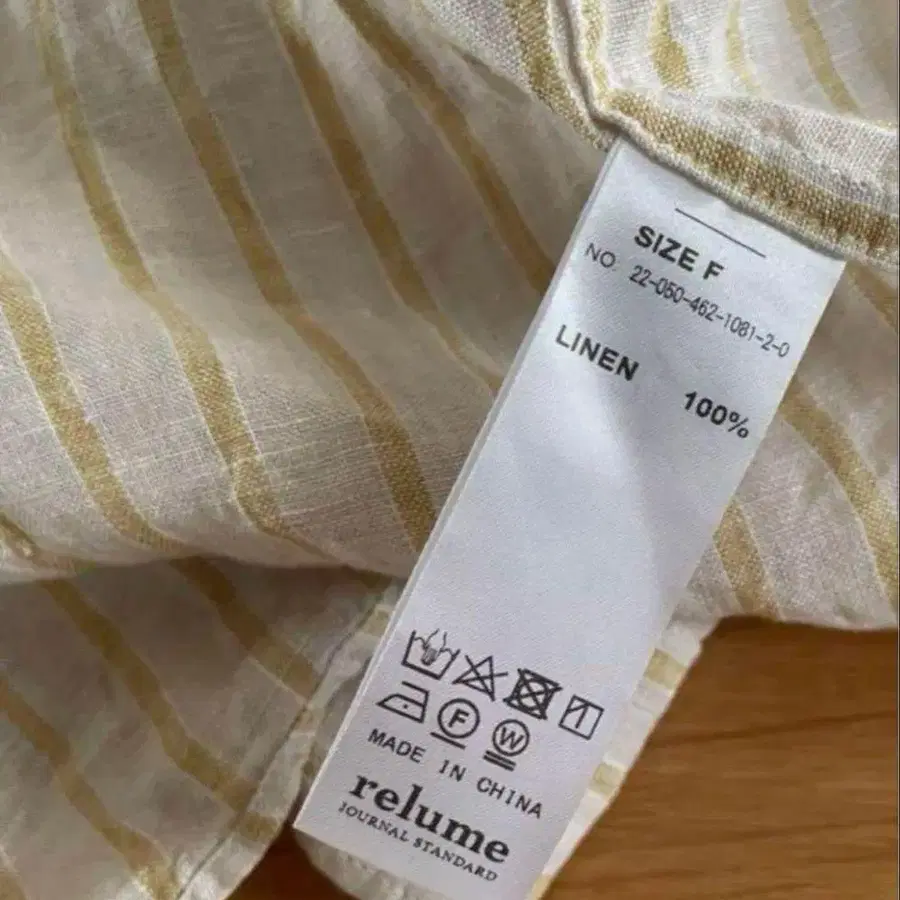 SIZE F
NO. 22-050-462-1081-2-0
LINEN 100%
F W
MADE IN CHINA
relume
JOURNAL STANDARD